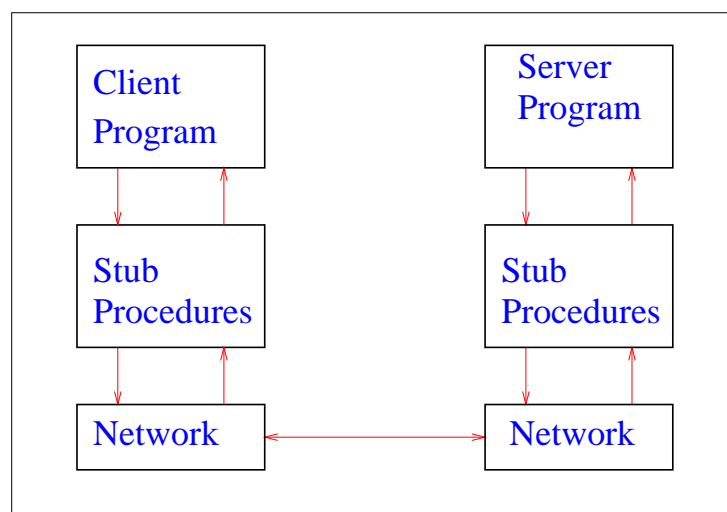 Client
Program
Server
Program
Stub
Procedures
Stub
Procedures
Network
Network